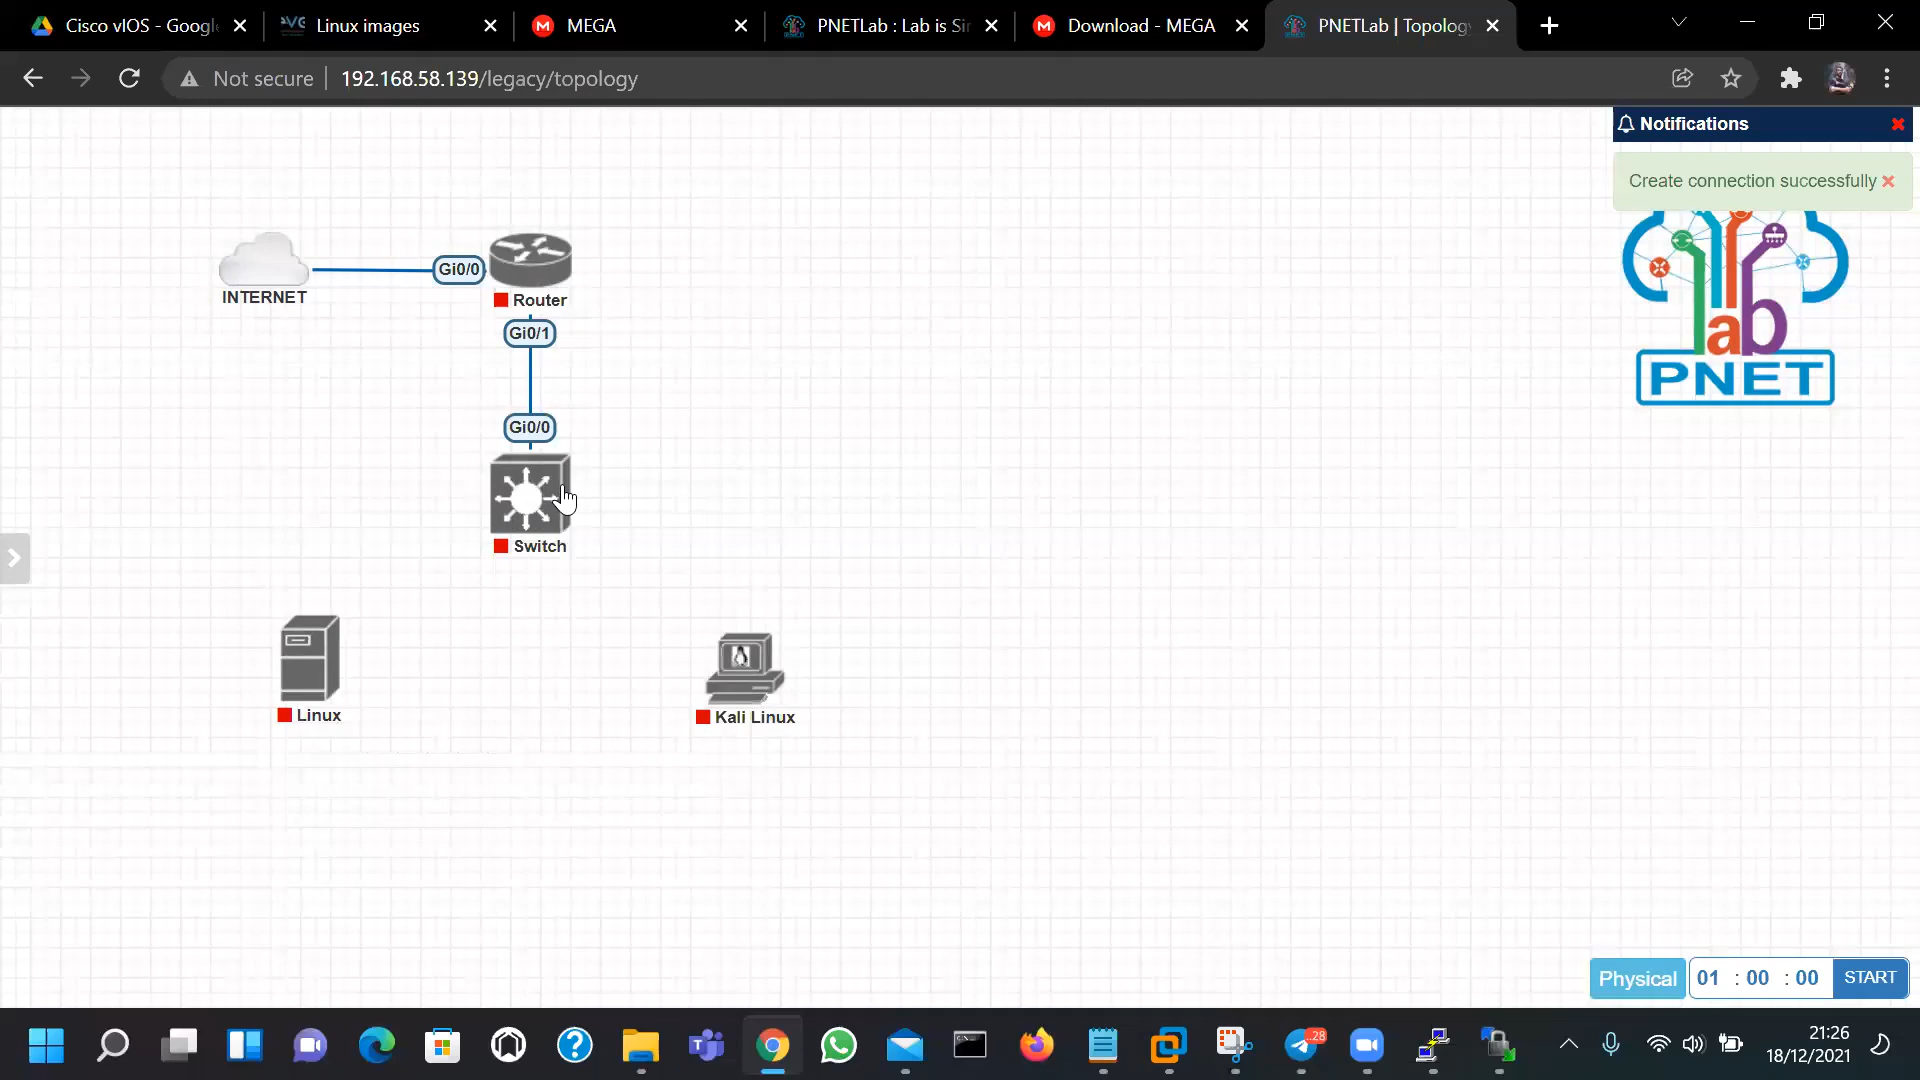 Cisco vIOS - Googl
Linux images
MEGA
PNETLab : Lab is Sir
Download - MEGA
PNETLab | Topology
Not secure
192.168.58.139/legacy/topology
Notifications
Create connection successfully
lab
PNET
INTERNET
Gi0/0
Router
Gi0/1
Gi0/0
Switch
Linux
Kali Linux
Physical
01 : 00 : 00
START
28
21:26
18/12/2021